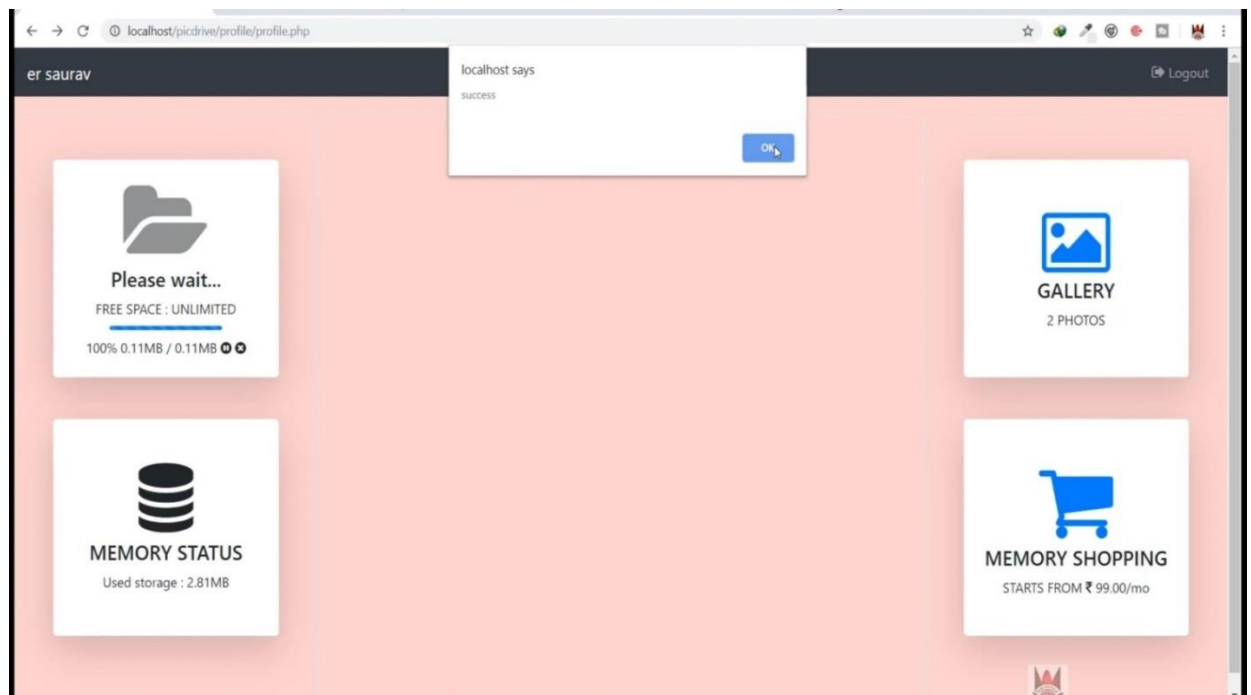 localhost/picdrive/profile/profile.php
er saurav
localhost says
success
OK
Logout
Please wait...
FREE SPACE : UNLIMITED
100% 0.11MB / 0.11MB
GALLERY
2 PHOTOS
MEMORY STATUS
Used storage : 2.81MB
MEMORY SHOPPING
STARTS FROM ₹ 99.00/mo